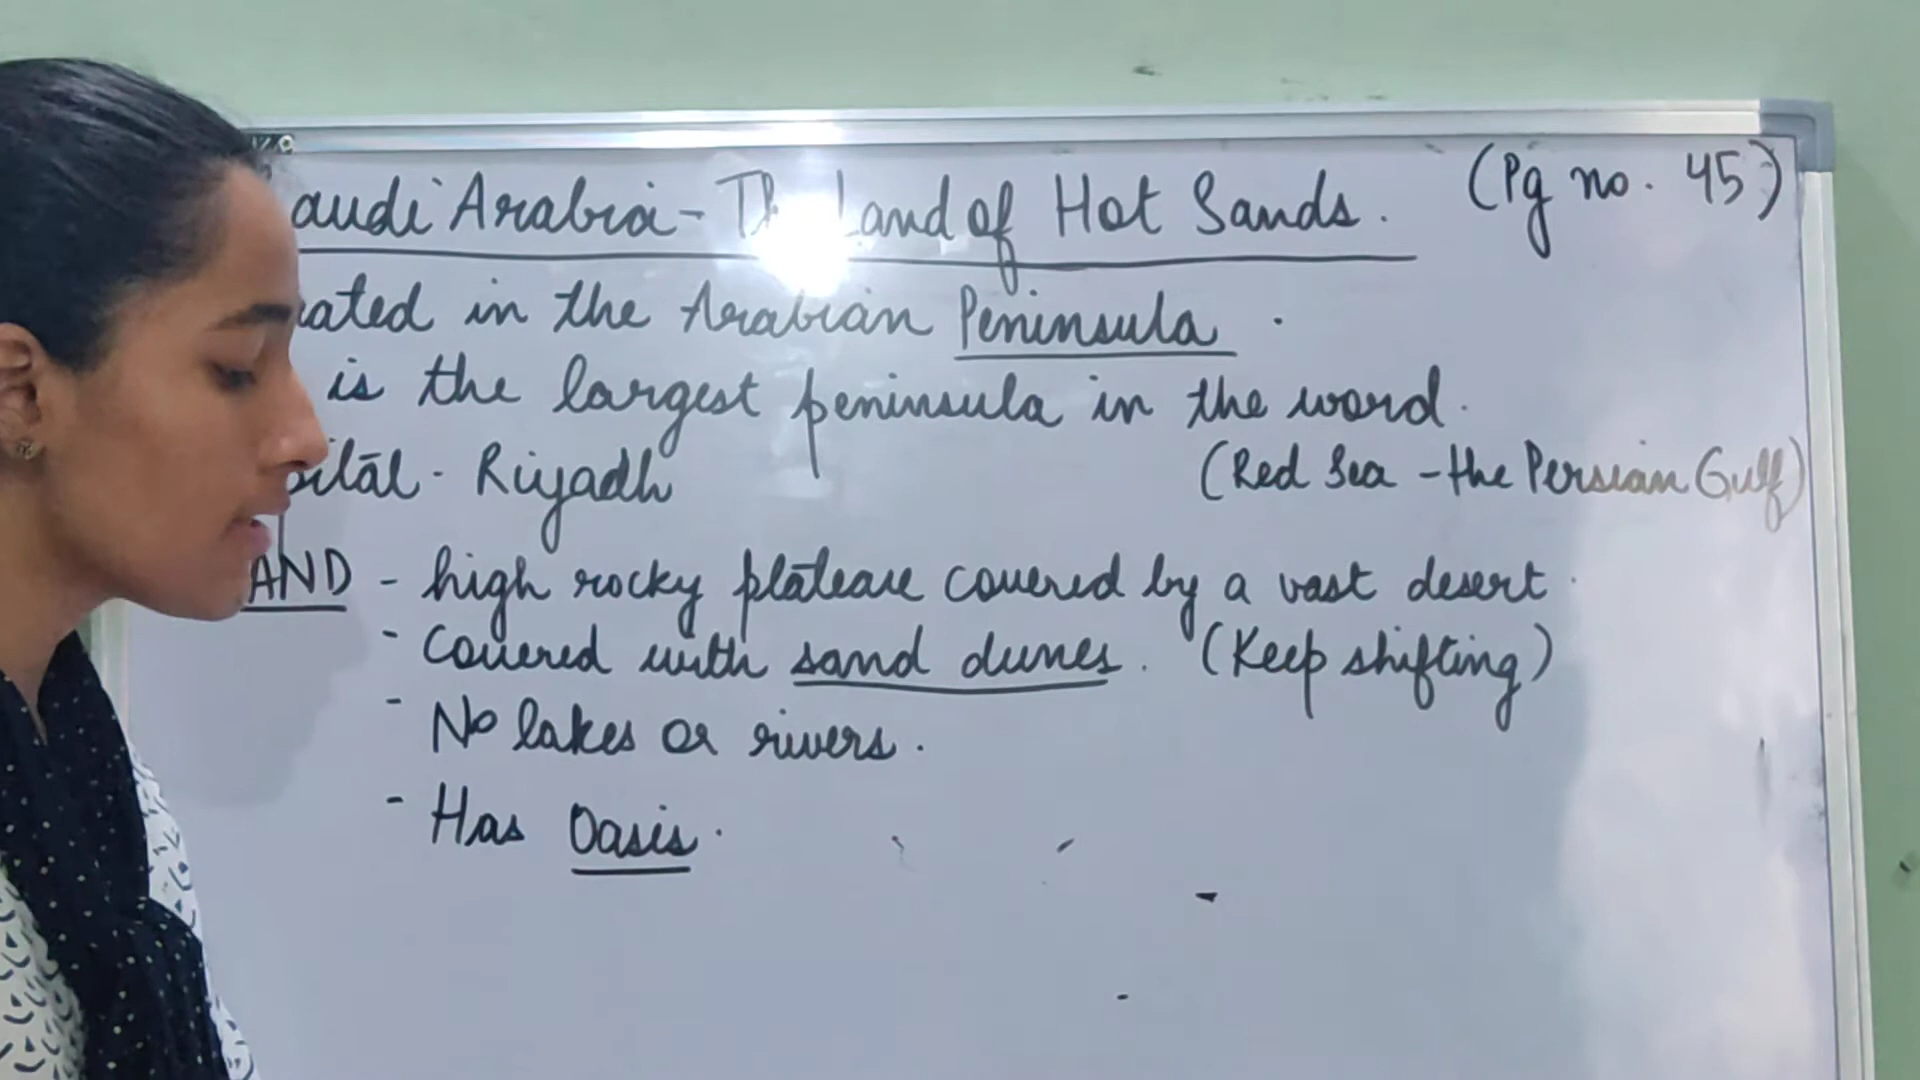 audi Arabia - Th Land of Hot Sands. (Pg no. 45)
ated in the Arabian Peninsula.
is the largest peninsula in the word.
pital - Riyadh (Red Sea - the Persian Gulf)
AND - high rocky plateau covered by a vast desert.
- Covered with sand dunes. (Keep shifting)
- No lakes or rivers.
- Has Oasis.